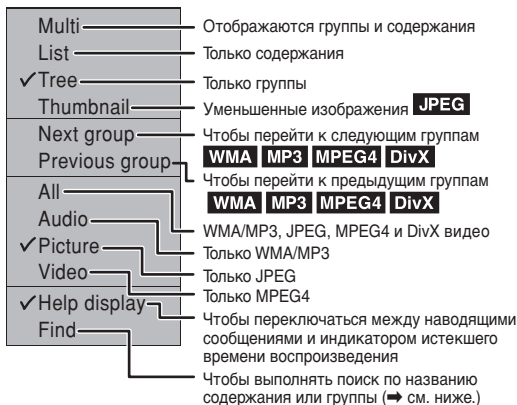 Multi Отображаются группы и содержания
List Только содержания
✓Tree Только группы
Thumbnail Уменьшенные изображения JPEG
Next group Чтобы перейти к следующим группам
WMA MP3 MPEG4 DivX
Previous group Чтобы перейти к предыдущим группам
WMA MP3 MPEG4 DivX
All WMA/MP3, JPEG, MPEG4 и DivX видео
Audio Только WMA/MP3
✓Picture Только JPEG
Video Только MPEG4
✓Help display Чтобы переключаться между наводящими
сообщениями и индикатором истекшего
времени воспроизведения
Find Чтобы выполнять поиск по названию
содержания или группы (➡ см. ниже.)